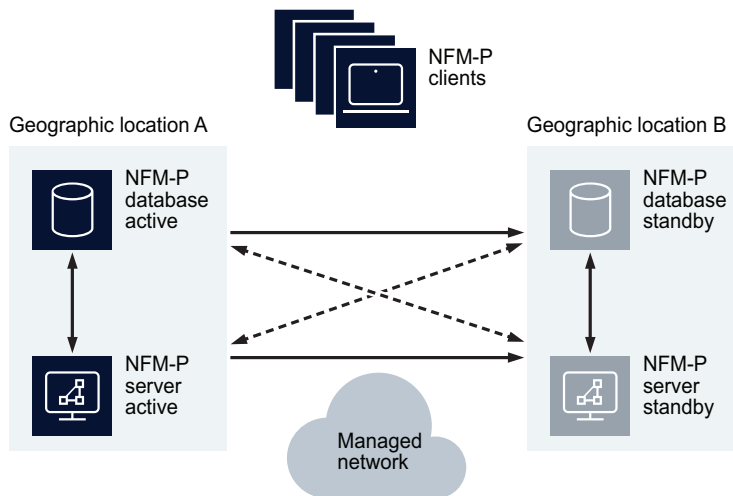 NFM-P
clients
Geographic location A
Geographic location B
NFM-P
database
active
NFM-P
database
standby
NFM-P
server
active
NFM-P
server
standby
Managed
network